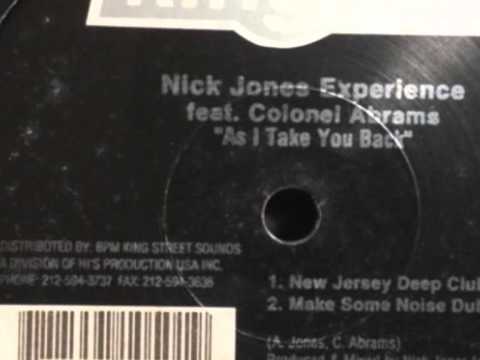 Nick Jones Experience
feat. Colonel Abrams
"As I Take You Back"
DISTRIBUTED BY: BPM KING STREET SOUNDS
A DIVISION OF HI'S PRODUCTION USA INC.
PHONE: 212-594-3737 FAX: 212-594-3636
1. New Jersey Deep Club
2. Make Some Noise Dub
(A. Jones, C. Abrams)